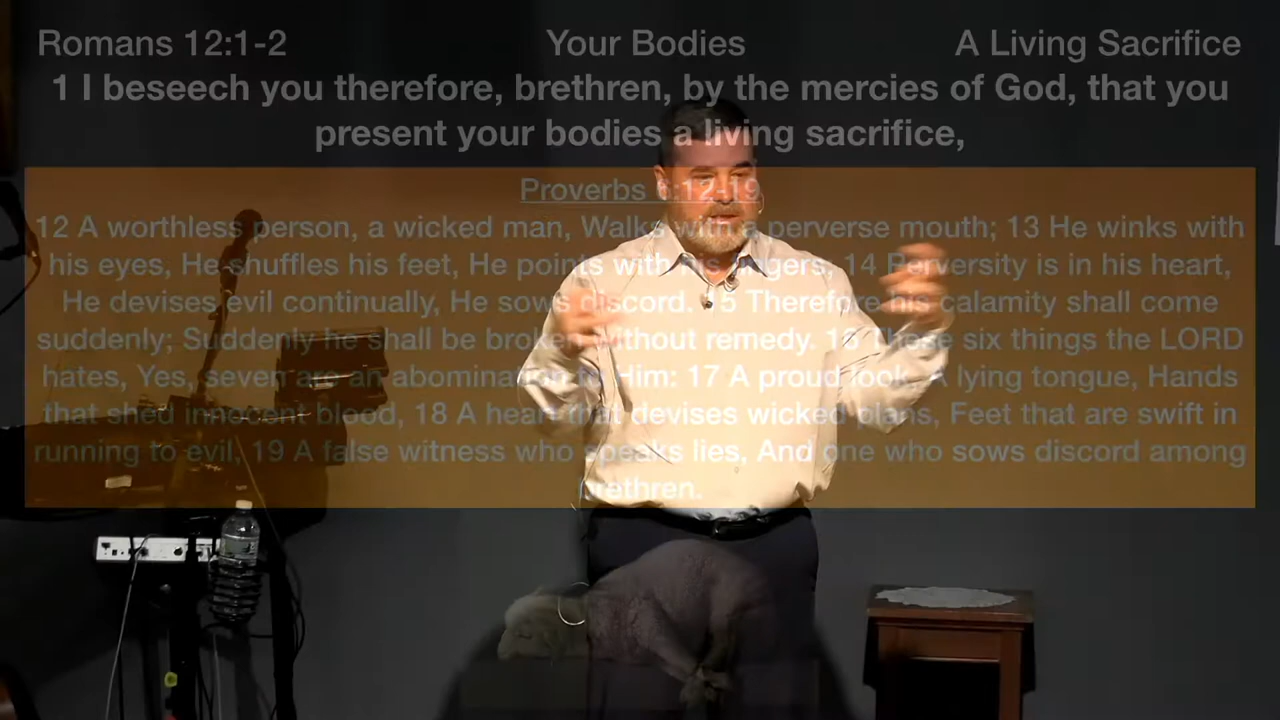 Romans 12:1-2 Your Bodies A Living Sacrifice
1 I beseech you therefore, brethren, by the mercies of God, that you
present your bodies a living sacrifice,
Proverbs 6:12-19
12 A worthless person, a wicked man, Walks with a perverse mouth; 13 He winks with
his eyes, He shuffles his feet, He points with his fingers; 14 Perversity is in his heart,
He devises evil continually, He sows discord. 15 Therefore his calamity shall come
suddenly; Suddenly he shall be broken without remedy. 16 These six things the LORD
hates, Yes, seven are an abomination to Him: 17 A proud look, A lying tongue, Hands
that shed innocent blood, 18 A heart that devises wicked plans, Feet that are swift in
running to evil, 19 A false witness who speaks lies, And one who sows discord among
brethren.